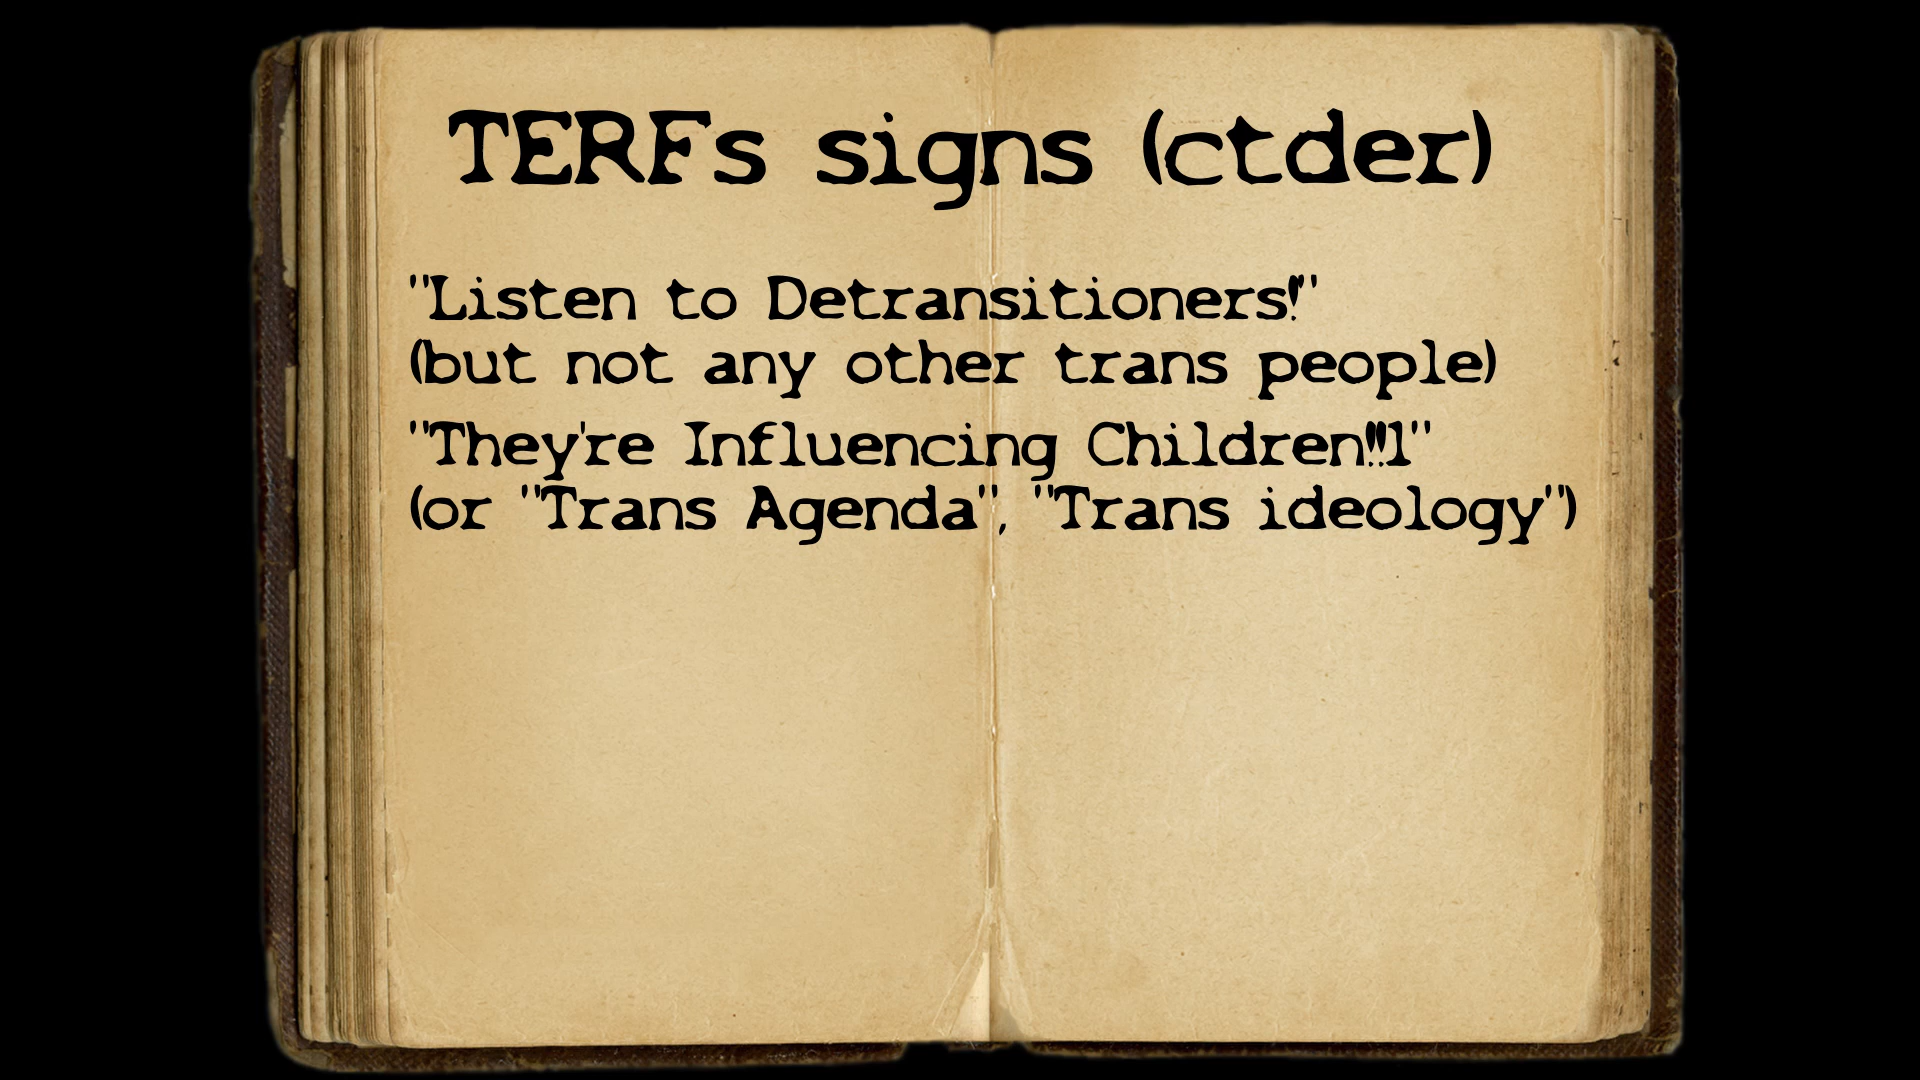 TERFs signs (ctder)
"Listen to Detransitioners!"
(but not any other trans people)
"They're Influencing Children!!1"
(or "Trans Agenda", "Trans ideology")